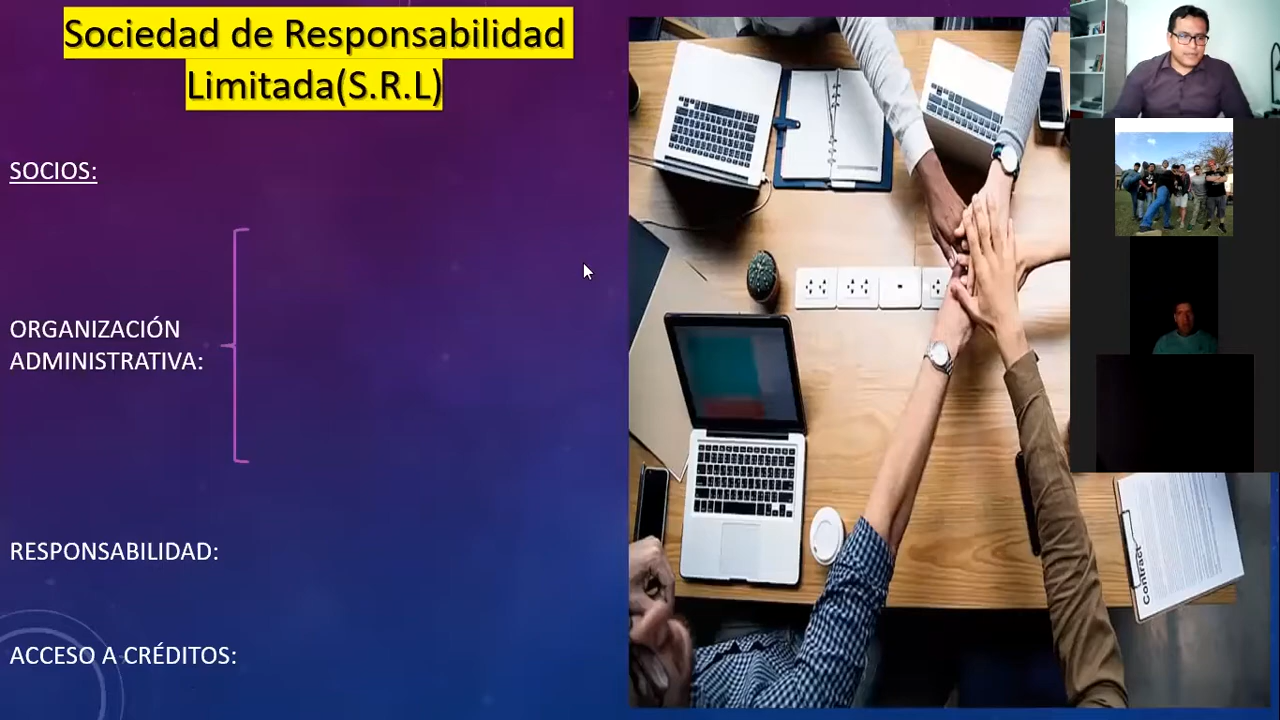 Sociedad de Responsabilidad
Limitada(S.R.L)
SOCIOS:
ORGANIZACIÓN
ADMINISTRATIVA:
RESPONSABILIDAD:
ACCESO A CRÉDITOS:
Contract